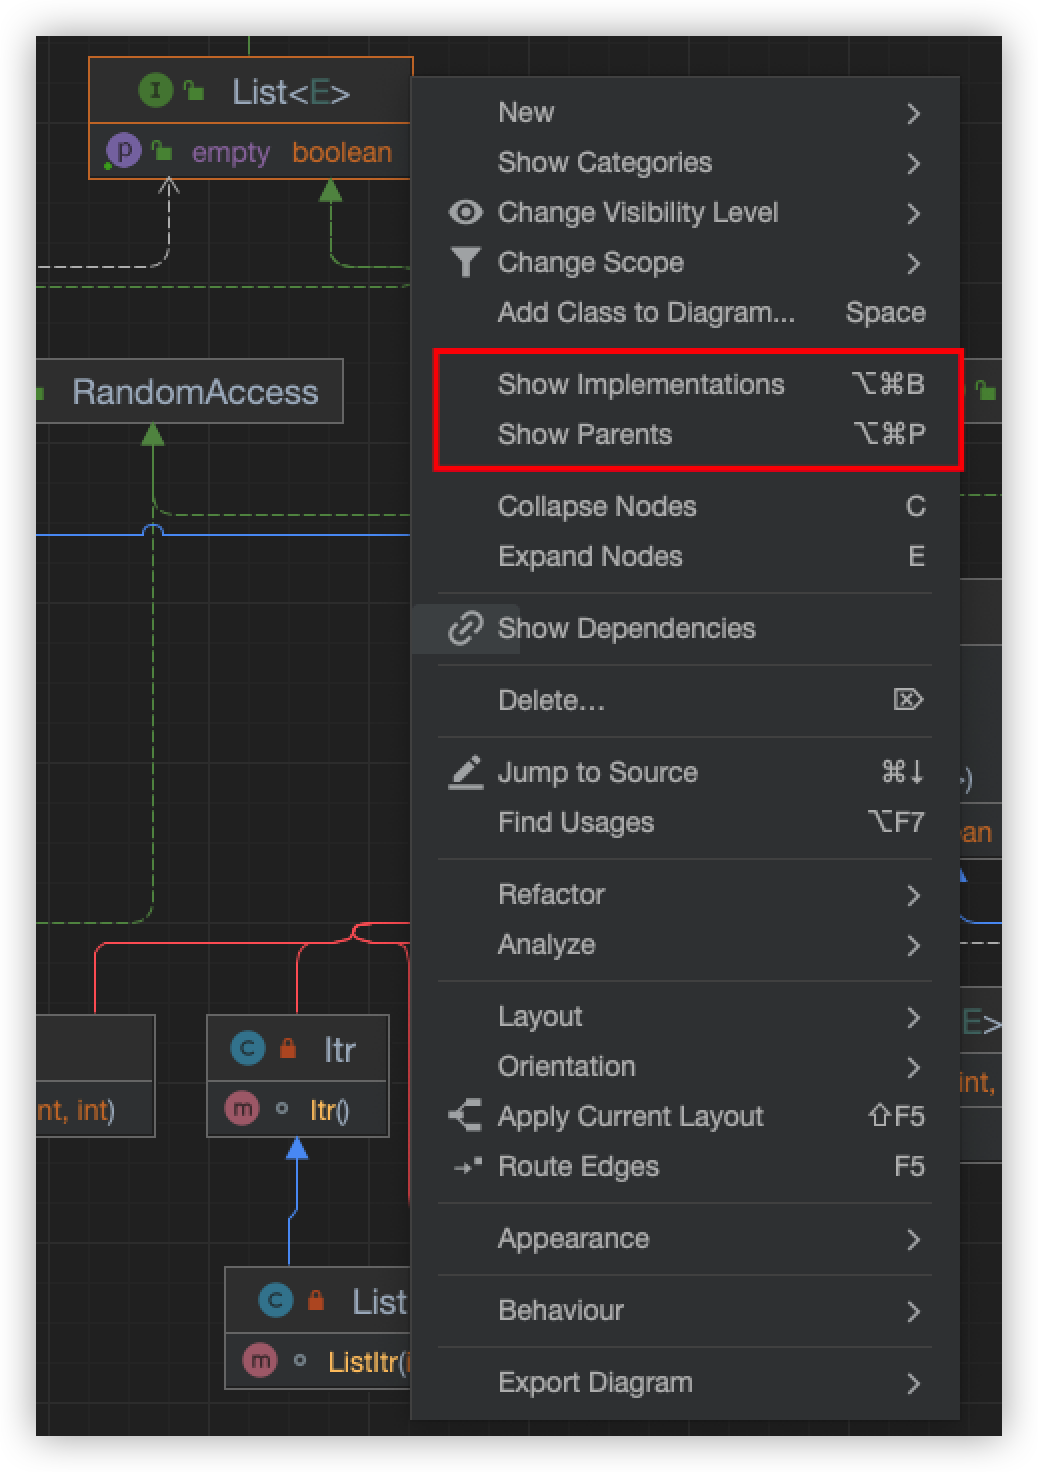 I List<E>
p empty boolean
New
Show Categories
Change Visibility Level
Change Scope
Add Class to Diagram... Space
RandomAccess
Show Implementations ⌥⌘B
Show Parents ⌥⌘P
Collapse Nodes C
Expand Nodes E
Show Dependencies
Delete... ⌦
Jump to Source ⌘↓
Find Usages ⌥F7
>)
ean
Refactor
Analyze
Layout
Orientation
Apply Current Layout ⇧F5
Route Edges F5
Appearance
Behaviour
Export Diagram
C Itr
nt, int)
m Itr()
E>
int,
C List
m ListItr(i